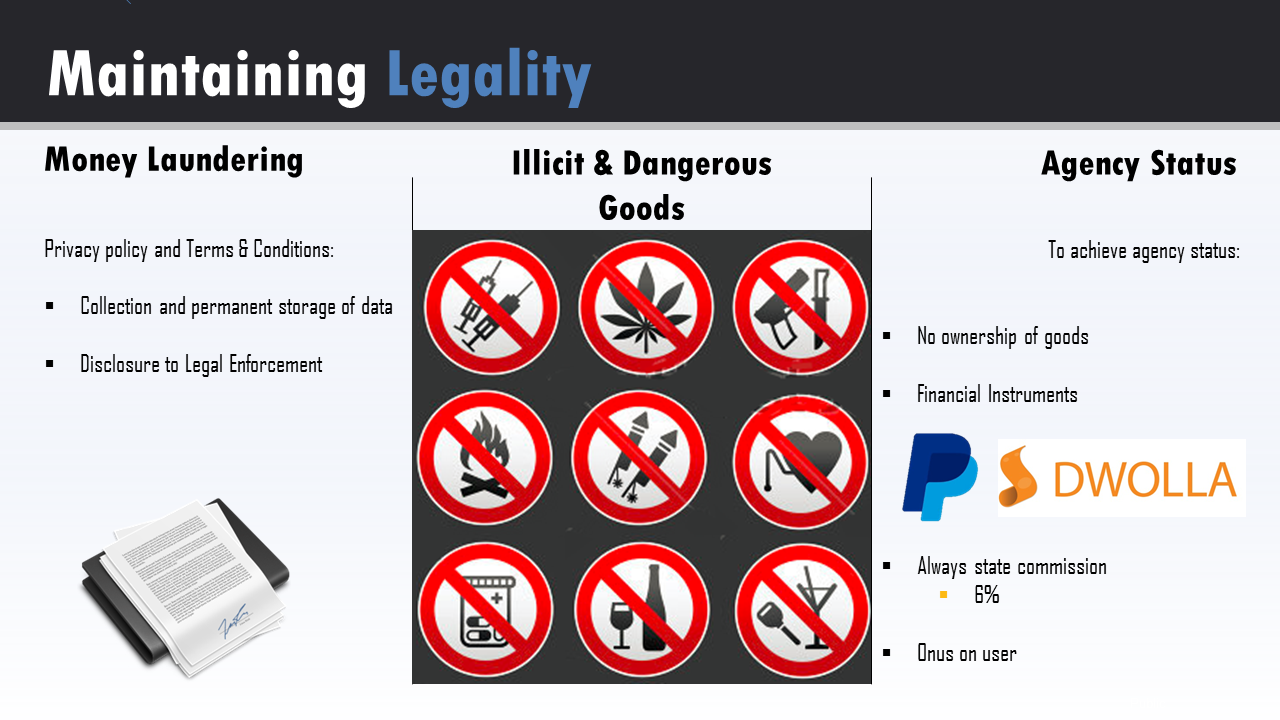 Maintaining Legality
Money Laundering
Privacy policy and Terms & Conditions:
Collection and permanent storage of data
Disclosure to Legal Enforcement
Illicit & Dangerous
Goods
Agency Status
To achieve agency status:
No ownership of goods
Financial Instruments
DWOLLA
Always state commission
6%
Onus on user